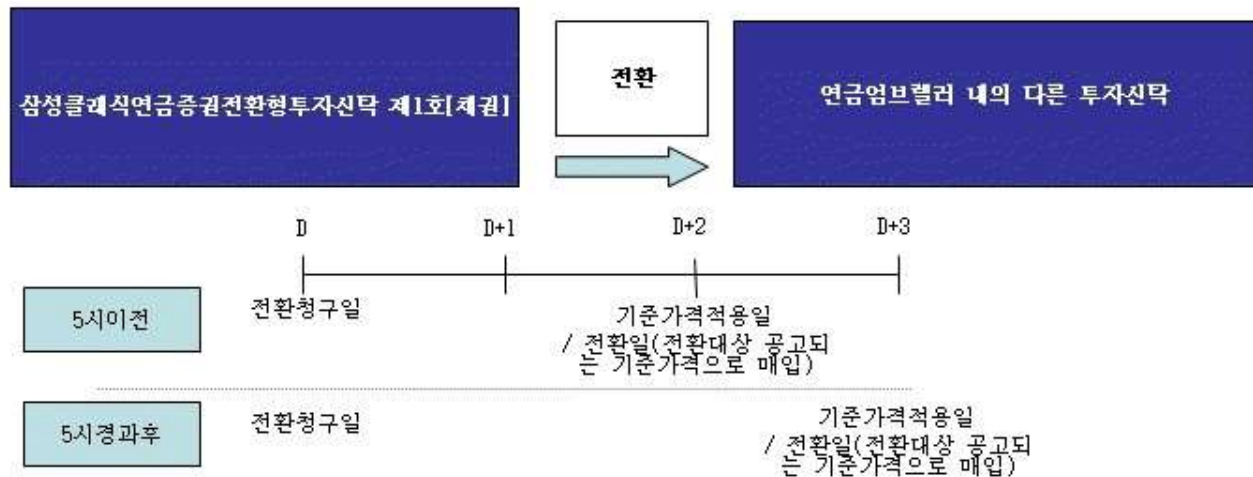 삼성클래식연금증권전환형투자신탁 제1호[채권]
전환
연금엄브렐러 내의 다른 투자신탁
D
D+1
D+2
D+3
5시이전
전환청구일
기준가격적용일
/ 전환일(전환대상 공고되
는 기준가격으로 매입)
5시경과후
전환청구일
기준가격적용일
/ 전환일(전환대상 공고되
는 기준가격으로 매입)